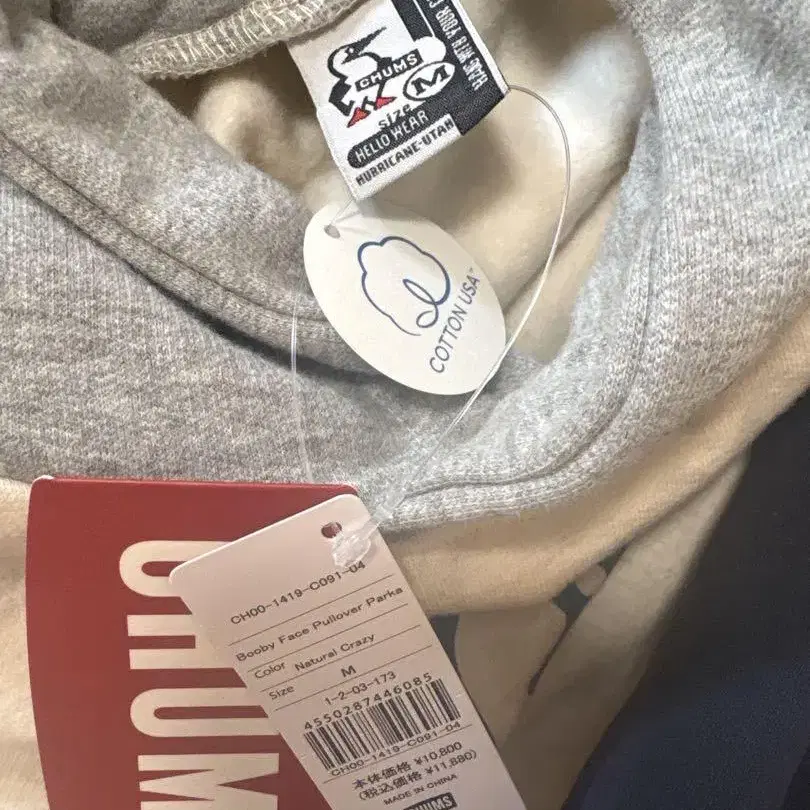 CHUMS
M
size
HELLO WEAR
HURRICANE-UTAH
COTTON USA™
CHUM
CH00-1419-C091-04
Booby Face Pullover Parka
Color Natural Crazy
Size M
1-2-03-173
4550287446085
CH00-1419-C091-04
本体価格 ¥10,800
(税込価格 ¥11,880)
MADE IN CHINA
CHUMS